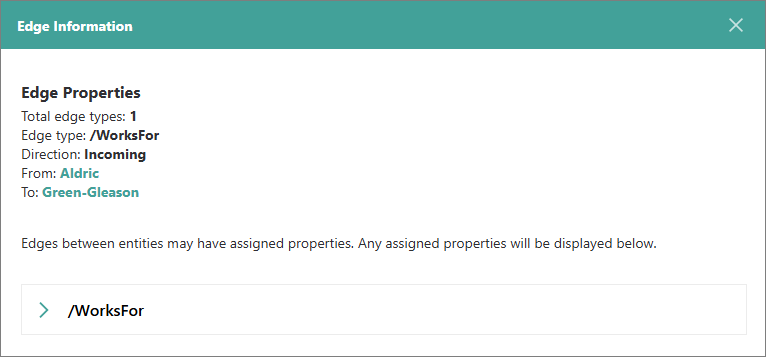 Edge Information
Edge Properties
Total edge types: 1
Edge type: /WorksFor
Direction: Incoming
From: Aldric
To: Green-Gleason
Edges between entities may have assigned properties. Any assigned properties will be displayed below.
/WorksFor